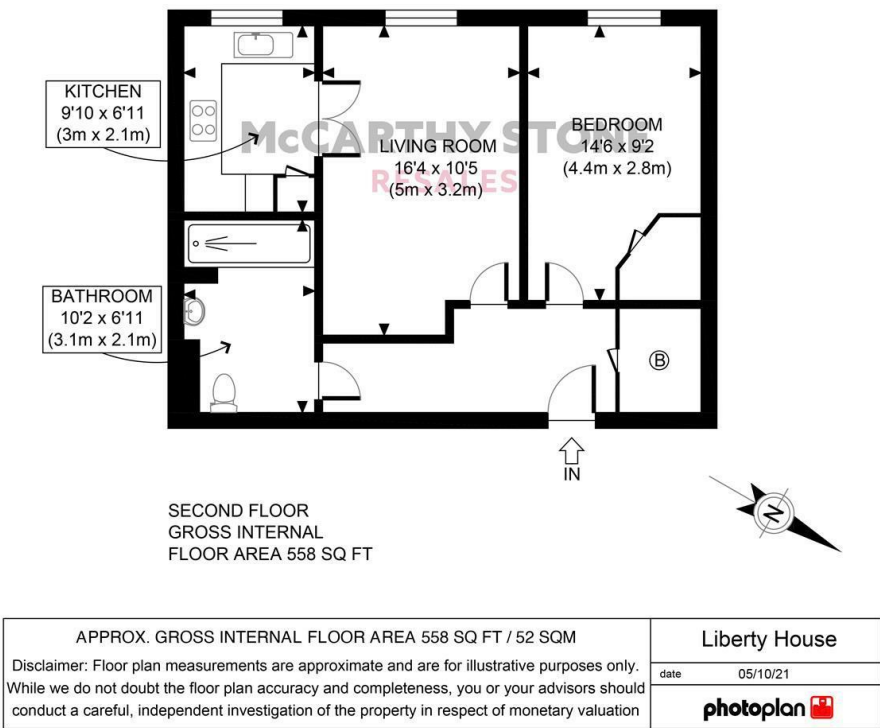 KITCHEN
9'10 x 6'11
(3m x 2.1m)
McCARTHY STONE
RESALES
LIVING ROOM
16'4 x 10'5
(5m x 3.2m)
BEDROOM
14'6 x 9'2
(4.4m x 2.8m)
BATHROOM
10'2 x 6'11
(3.1m x 2.1m)
B
IN
SECOND FLOOR
GROSS INTERNAL
FLOOR AREA 558 SQ FT
N
APPROX. GROSS INTERNAL FLOOR AREA 558 SQ FT / 52 SQM
Disclaimer: Floor plan measurements are approximate and are for illustrative purposes only.
While we do not doubt the floor plan accuracy and completeness, you or your advisors should
conduct a careful, independent investigation of the property in respect of monetary valuation
Liberty House
date 05/10/21
photoplan